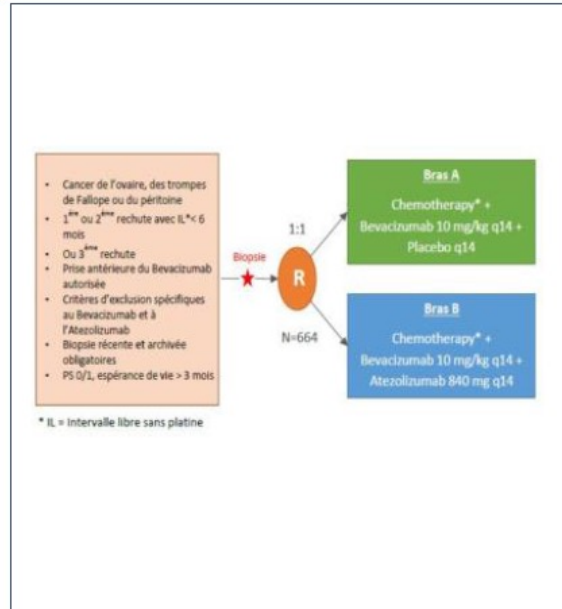 • Cancer de l'ovaire, des trompes
de Fallope ou du péritoine
• 1ère ou 2ème rechute avec IL*< 6
mois
• Ou 3ème rechute
• Prise antérieure du Bevacizumab
autorisée
• Critères d'exclusion spécifiques
au Bevacizumab et à
l'Atezolizumab
• Biopsie récente et archivée
obligatoires
• PS 0/1, espérance de vie > 3 mois
* IL = Intervalle libre sans platine
Biopsie
1:1
R
N=664
Bras A
Chemotherapy* +
Bevacizumab 10 mg/kg q14 +
Placebo q14
Bras B
Chemotherapy* +
Bevacizumab 10 mg/kg q14 +
Atezolizumab 840 mg q14